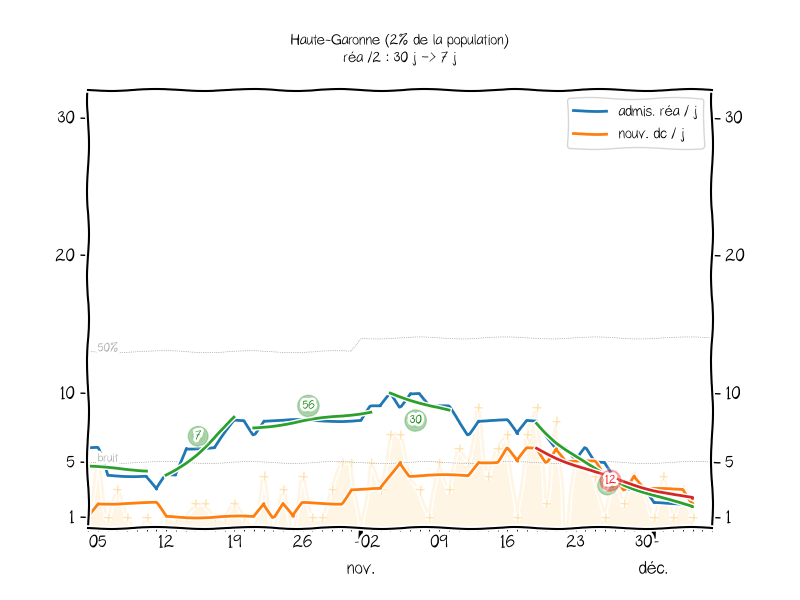 Haute-Garonne (2% de la population)
réa /2 : 30 j -> 7 j
admis. réa / j
nouv. dc / j
30
30
20
20
50%
10
10
56
30
7
bruit
5
5
12
1
1
05 12 19 26 02 09 16 23 30
nov. déc.